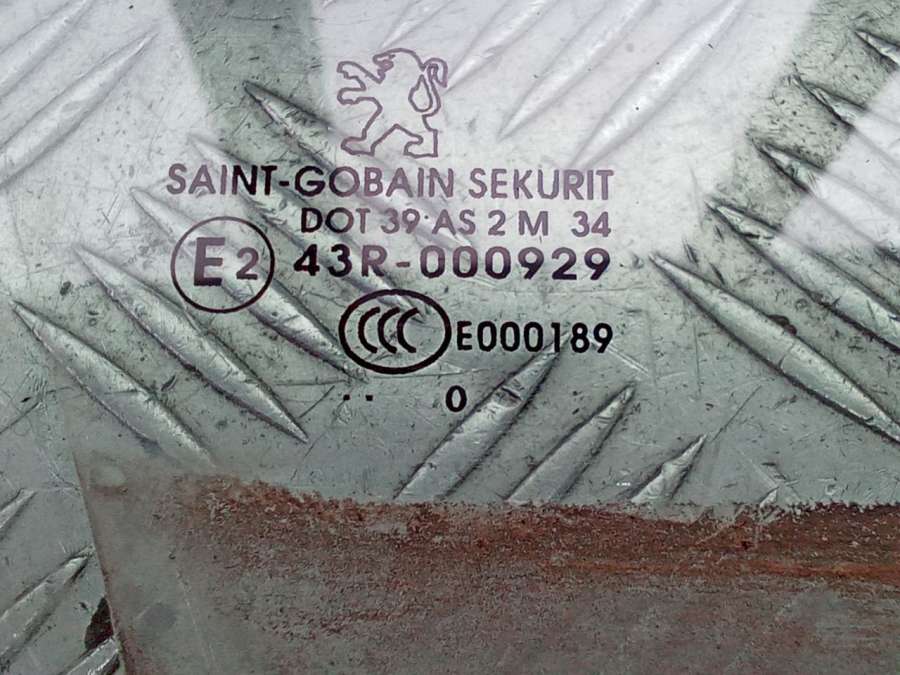 SAINT-GOBAIN SEKURIT
DOT 39 AS 2 M 34
E2 43R-000929
CCC E000189
.. 0